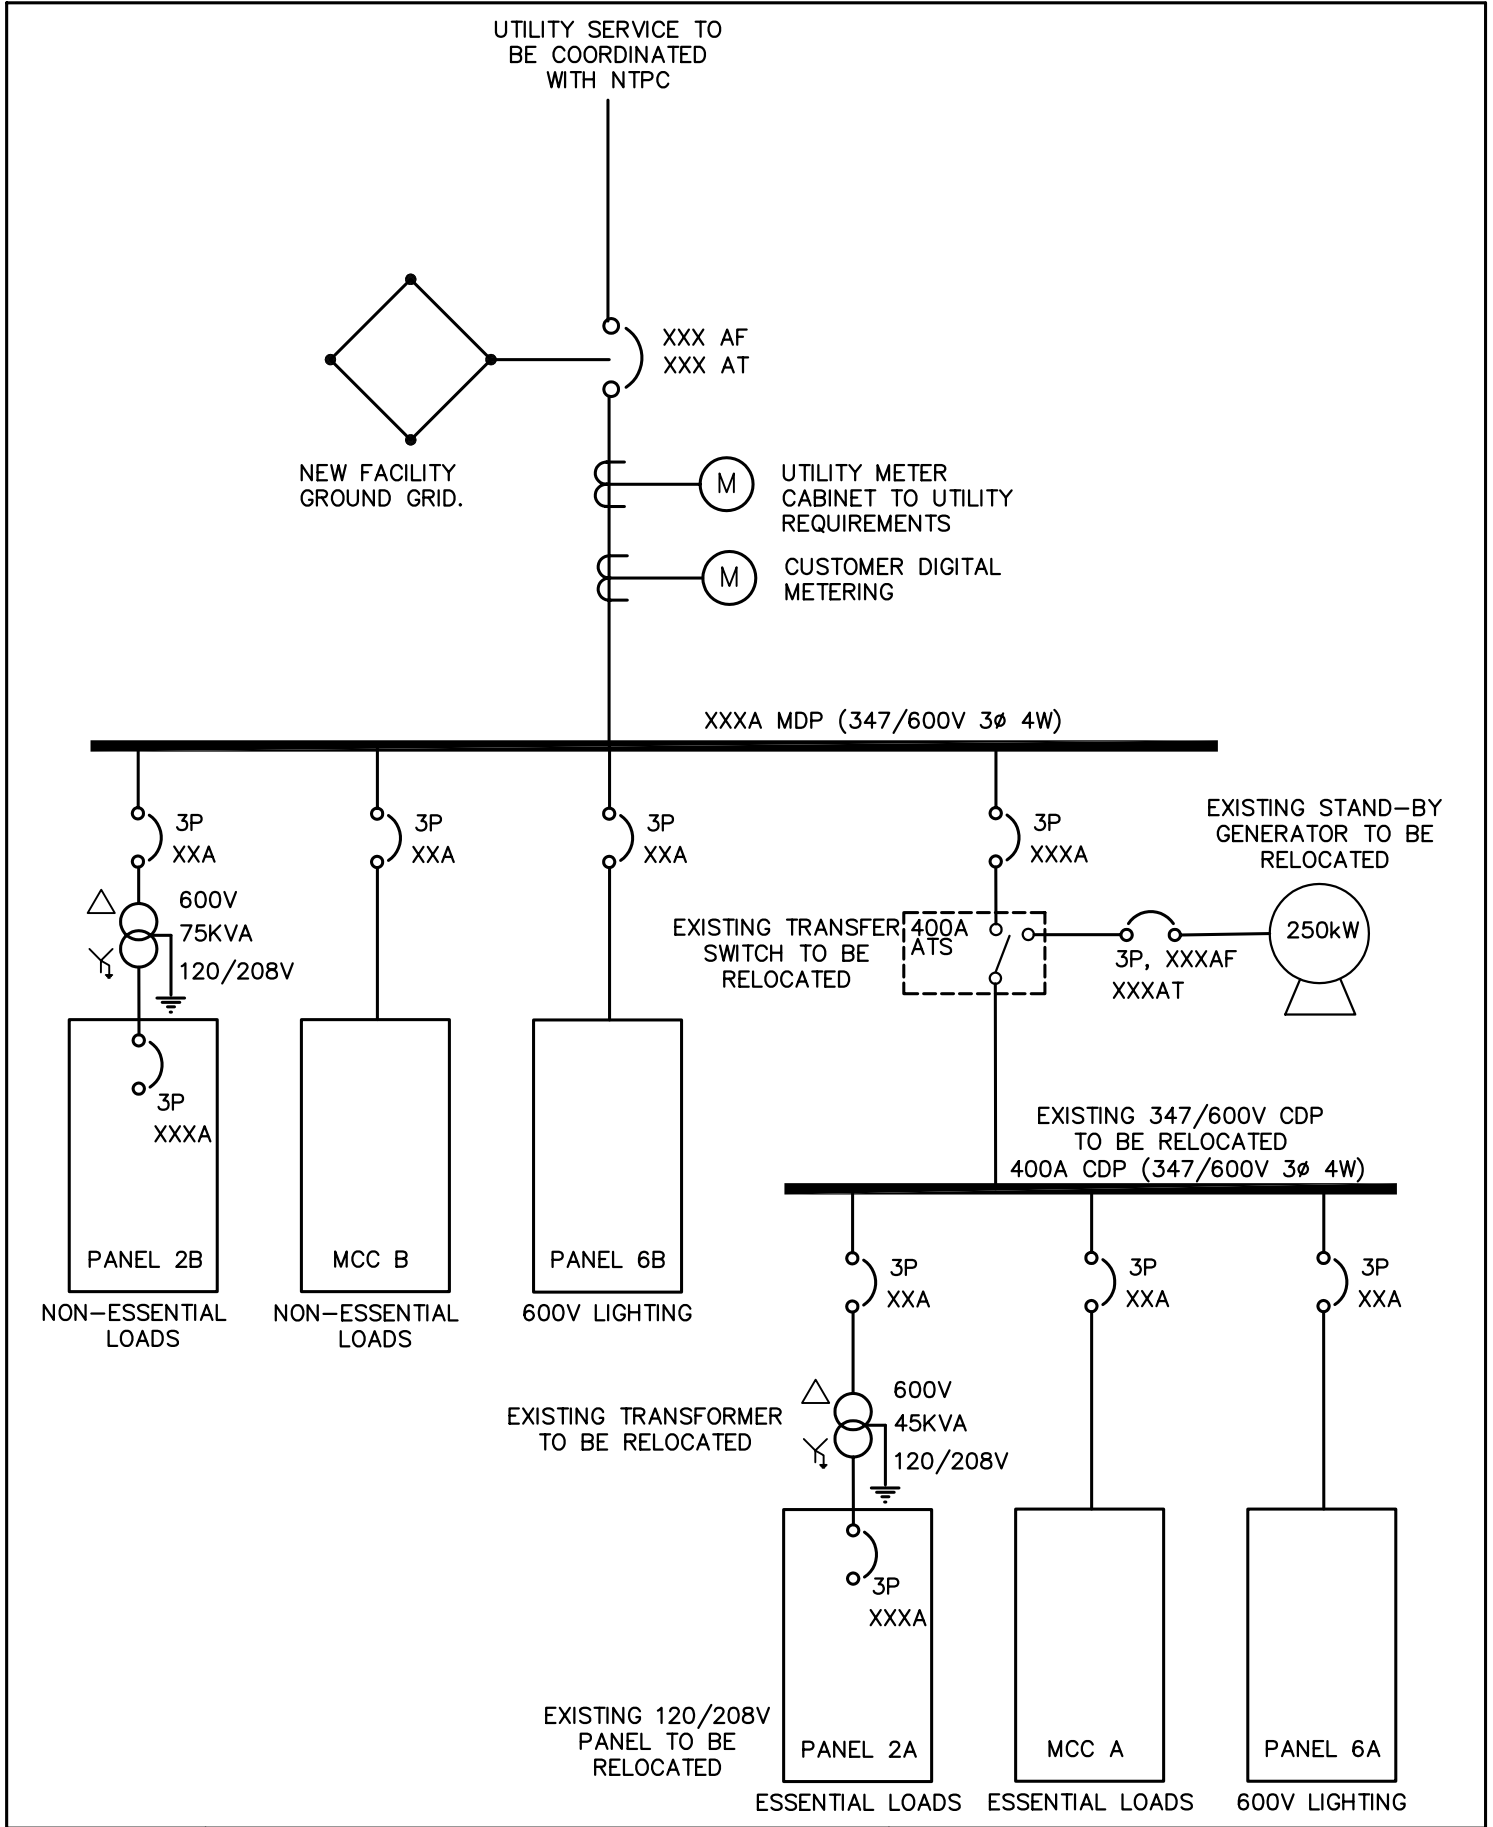 UTILITY SERVICE TO
BE COORDINATED
WITH NTPC
XXX AF
XXX AT
NEW FACILITY
GROUND GRID.
M
UTILITY METER
CABINET TO UTILITY
REQUIREMENTS
M
CUSTOMER DIGITAL
METERING
XXXA MDP (347/600V 3ø 4W)
3P
XXA
3P
XXA
3P
XXA
3P
XXXA
EXISTING STAND-BY
GENERATOR TO BE
RELOCATED
600V
75KVA
120/208V
EXISTING TRANSFER
SWITCH TO BE
RELOCATED
400A
ATS
3P, XXXAF
XXXAT
250kW
3P
XXXA
PANEL 2B
NON-ESSENTIAL
LOADS
MCC B
NON-ESSENTIAL
LOADS
PANEL 6B
600V LIGHTING
EXISTING 347/600V CDP
TO BE RELOCATED
400A CDP (347/600V 3ø 4W)
3P
XXA
3P
XXA
3P
XXA
EXISTING TRANSFORMER
TO BE RELOCATED
600V
45KVA
120/208V
3P
XXXA
EXISTING 120/208V
PANEL TO BE
RELOCATED
PANEL 2A
ESSENTIAL LOADS
MCC A
ESSENTIAL LOADS
PANEL 6A
600V LIGHTING